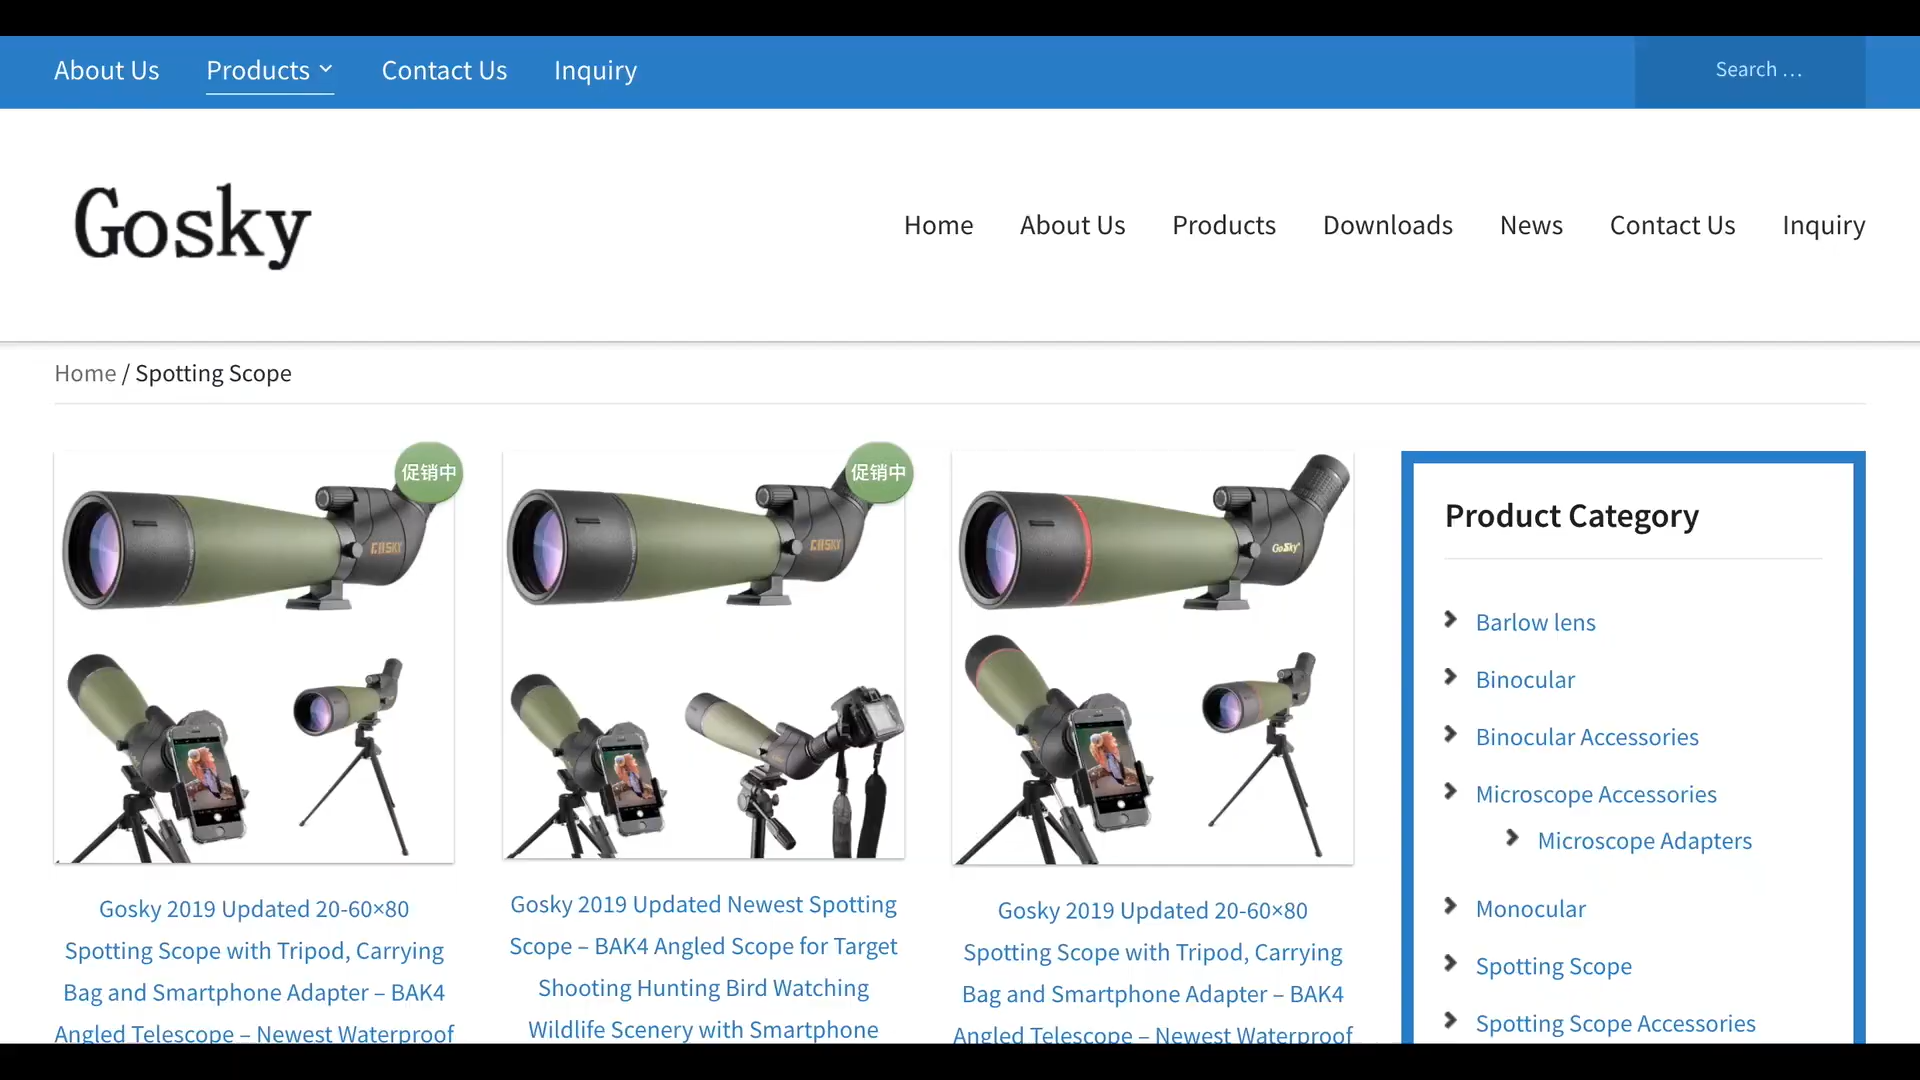 About Us Products Contact Us Inquiry Search …
Gosky
Home About Us Products Downloads News Contact Us Inquiry
Home / Spotting Scope
促销中
促销中
GoSky
Gosky 2019 Updated 20-60×80
Spotting Scope with Tripod, Carrying
Bag and Smartphone Adapter – BAK4
Angled Telescope – Newest Waterproof
Gosky 2019 Updated Newest Spotting
Scope – BAK4 Angled Scope for Target
Shooting Hunting Bird Watching
Wildlife Scenery with Smartphone
Gosky 2019 Updated 20-60×80
Spotting Scope with Tripod, Carrying
Bag and Smartphone Adapter – BAK4
Angled Telescope – Newest Waterproof
Product Category
Barlow lens
Binocular
Binocular Accessories
Microscope Accessories
Microscope Adapters
Monocular
Spotting Scope
Spotting Scope Accessories